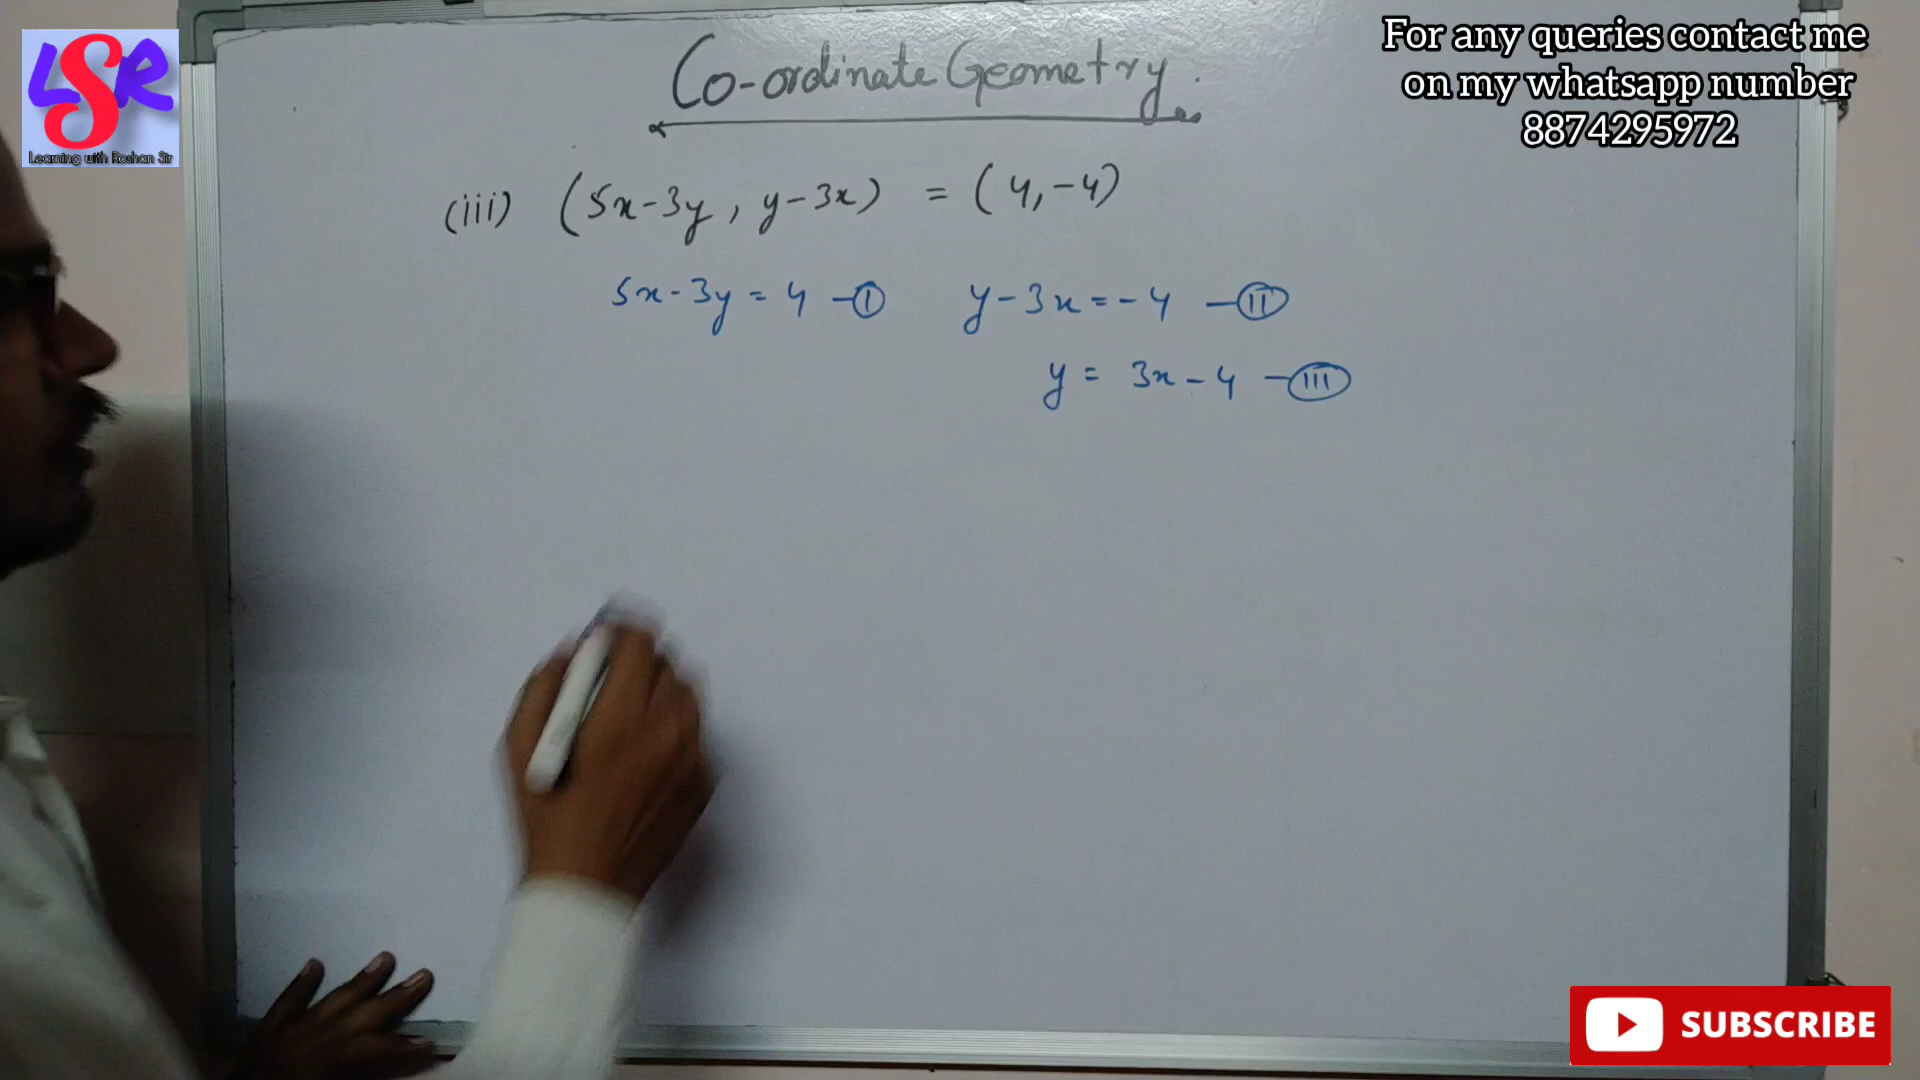 LSR
Learning with Roshan Sir
For any queries contact me
on my whatsapp number
8874295972
Co-ordinate Geometry
(iii) (5x-3y, y-3x) = (4,-4)
5x-3y=4 -① y-3x=-4 -Ⓘ
y = 3x-4 -III
SUBSCRIBE